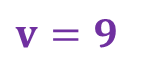 v = 9